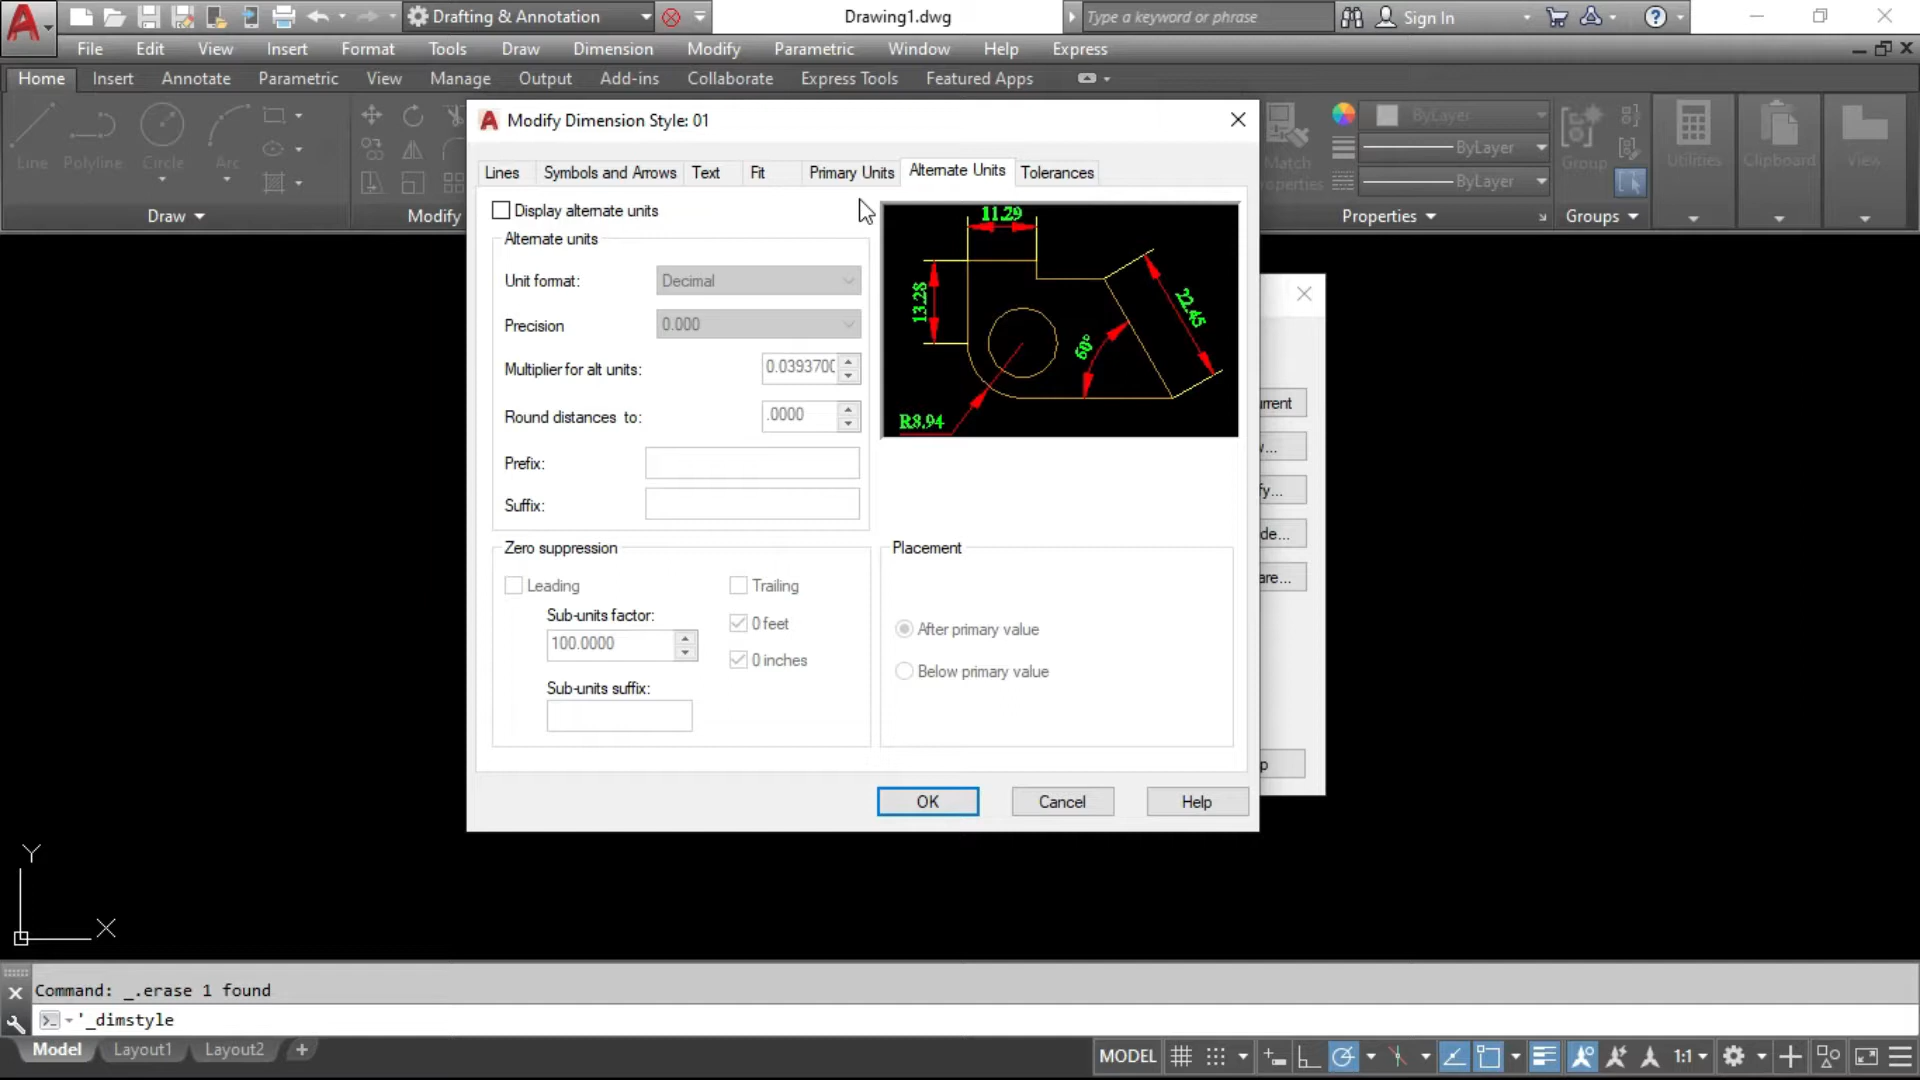 Drafting & Annotation
Drawing1.dwg
Type a keyword or phrase
Sign In
File Edit View Insert Format Tools Draw Dimension Modify Parametric Window Help Express
Home Insert Annotate Parametric View Manage Output Add-ins Collaborate Express Tools Featured Apps
Line Polyline Circle Arc
Draw
Modify
Match
ByLayer
ByLayer
ByLayer
Properties
Group
Groups
Utilities
Clipboard
View
Modify Dimension Style: 01
Lines Symbols and Arrows Text Fit Primary Units Alternate Units Tolerances
Display alternate units
Alternate units
Unit format: Decimal
Precision 0.000
Multiplier for alt units: 0.039370
Round distances to: .0000
Prefix:
Suffix:
11.29
13.28
22.45
60°
R8.94
Zero suppression
Leading
Trailing
Sub-units factor:
0 feet
100.0000
0 inches
Sub-units suffix:
Placement
After primary value
Below primary value
OK Cancel Help
Y
X
Command: _.erase 1 found
'_dimstyle
Model Layout1 Layout2 +
MODEL
1:1